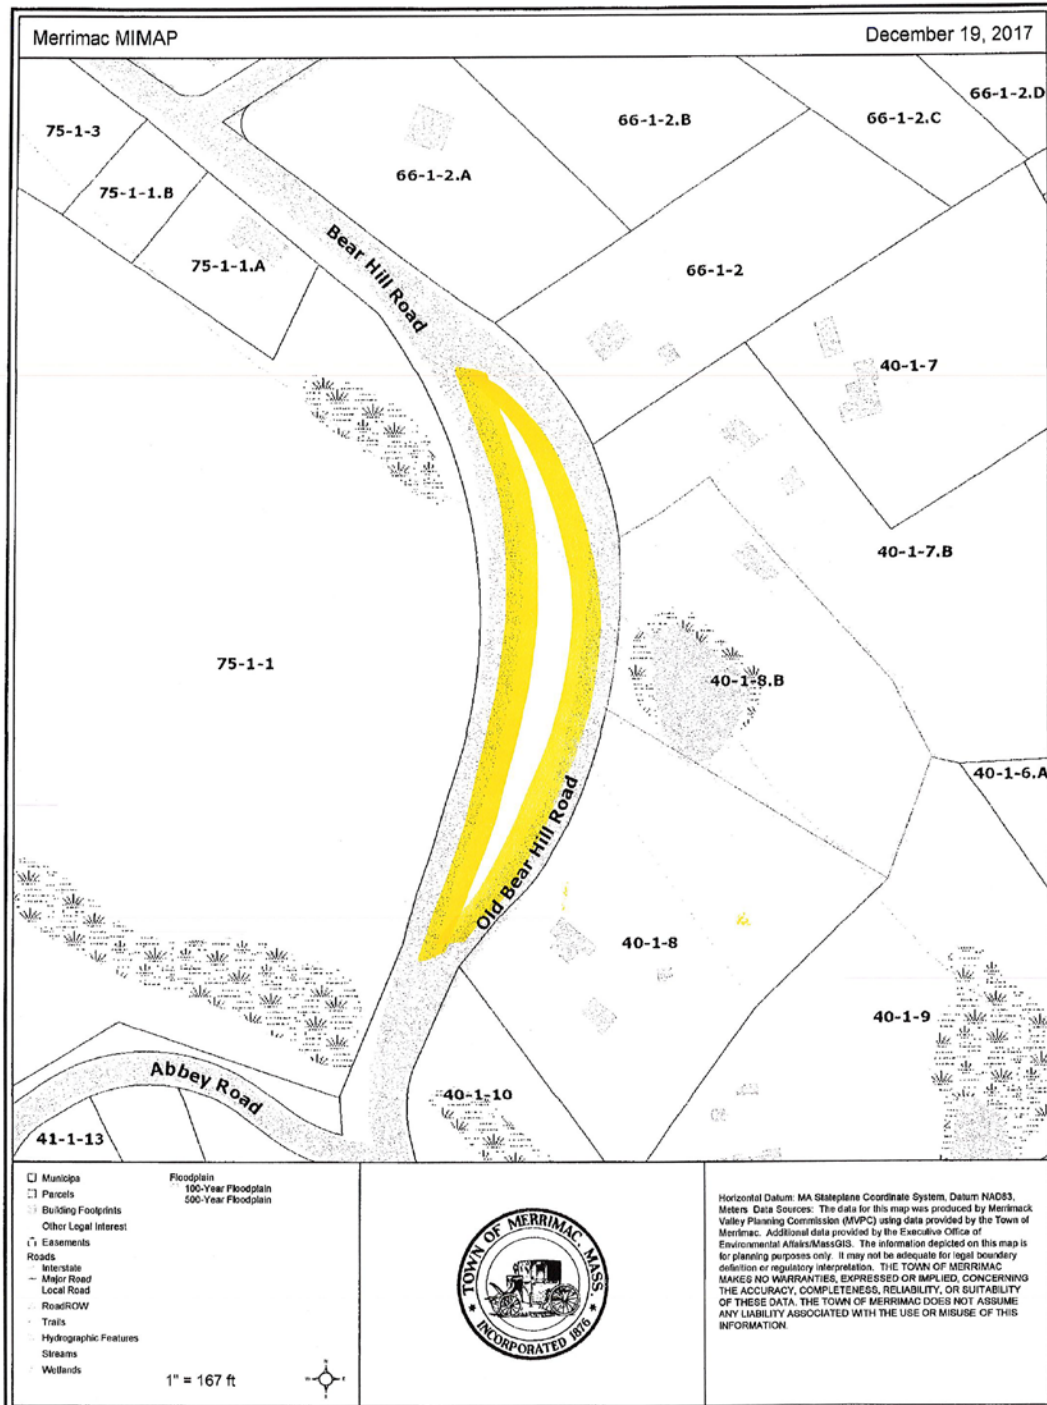 Merrimac MIMAP
December 19, 2017
66-1-2.D
75-1-3
66-1-2.B
66-1-2.C
66-1-2.A
75-1-1.B
Bear Hill Road
75-1-1.A
66-1-2
40-1-7
40-1-7.B
75-1-1
40-1-8.B
40-1-6.A
Old Bear Hill Road
40-1-8
40-1-9
Abbey Road
40-1-10
41-1-13
Municipa
Parcels
Building Footprints
Other Legal Interest
Easements
Roads
Interstate
Major Road
Local Road
RoadROW
Trails
Hydrographic Features
Streams
Wetlands
Floodplain
100-Year Floodplain
500-Year Floodplain
1" = 167 ft
TOWN OF MERRIMAC, MASS.
INCORPORATED 1876
Horizontal Datum: MA Stateplane Coordinate System, Datum NAD83,
Meters Data Sources: The data for this map was produced by Merrimack
Valley Planning Commission (MVPC) using data provided by the Town of
Merrimac. Additional data provided by the Executive Office of
Environmental Affairs/MassGIS. The information depicted on this map is
for planning purposes only. It may not be adequate for legal boundary
definition or regulatory interpretation. THE TOWN OF MERRIMAC
MAKES NO WARRANTIES, EXPRESSED OR IMPLIED, CONCERNING
THE ACCURACY, COMPLETENESS, RELIABILITY, OR SUITABILITY
OF THESE DATA. THE TOWN OF MERRIMAC DOES NOT ASSUME
ANY LIABILITY ASSOCIATED WITH THE USE OR MISUSE OF THIS
INFORMATION.